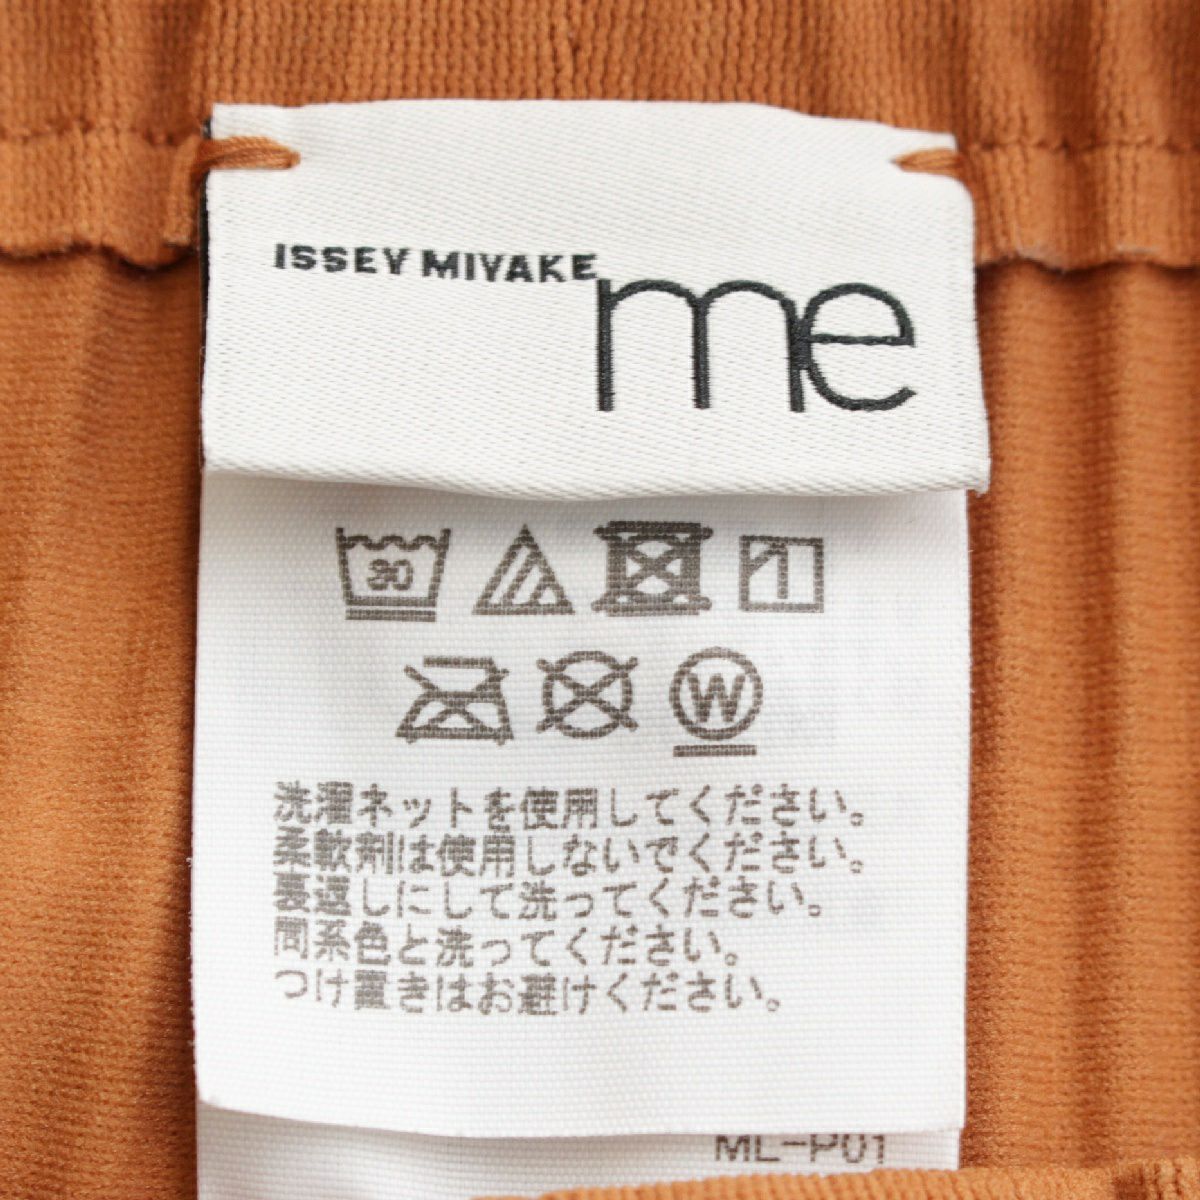 ISSEY MIYAKE
me
30
W
洗濯ネットを使用してください。
柔軟剤は使用しないでください。
裏返しにして洗ってください。
同系色と洗ってください。
つけ置きはお避けください。
ML-P01